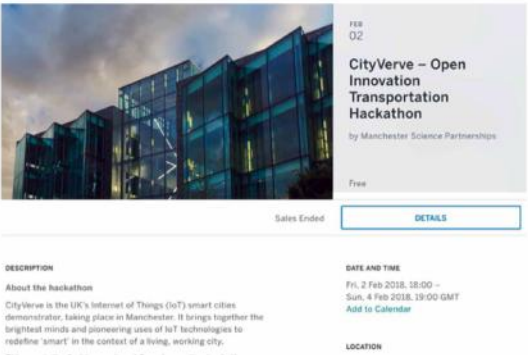 FEB
02
CityVerve – Open
Innovation
Transportation
Hackathon
by Manchester Science Partnerships
Free
Sales Ended
DETAILS
DESCRIPTION
About the hackathon
CityVerve is the UK's Internet of Things (IoT) smart cities
demonstrator, taking place in Manchester. It brings together the
brightest minds and pioneering uses of IoT technologies to
redefine 'smart' in the context of a living, working city.
DATE AND TIME
Fri, 2 Feb 2018, 18:00 –
Sun, 4 Feb 2018, 19:00 GMT
Add to Calendar
LOCATION